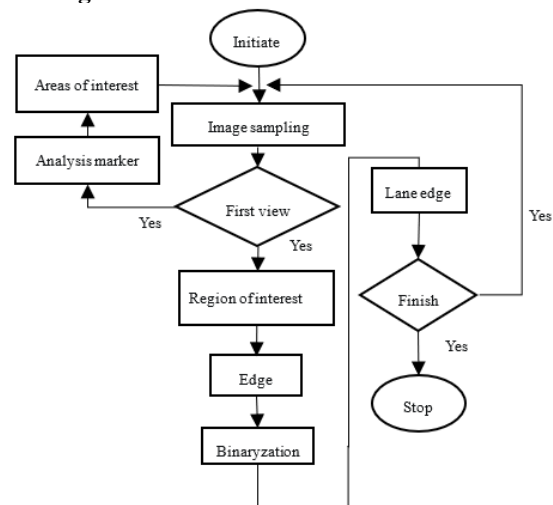 Initiate
Areas of interest
Image sampling
Analysis marker
Lane edge
First view
Yes
Yes
Yes
Region of interest
Finish
Yes
Edge
Stop
Binaryzation